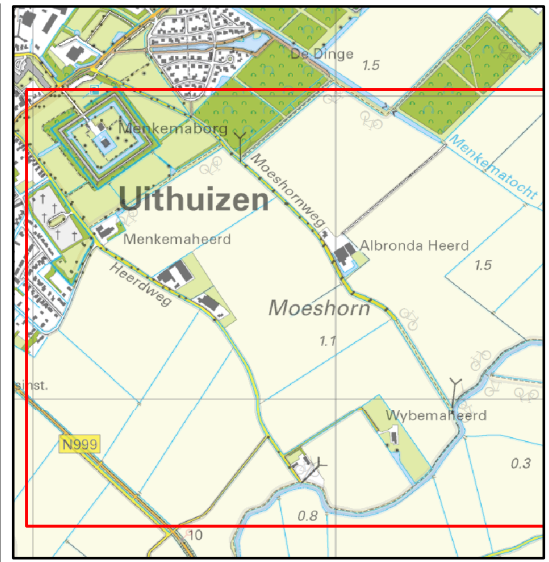 De Dinge
1.5
Menkemaborg
Menkematocht
Moeshornweg
Uithuizen
Menkemaheerd
Albronda Heerd
1.5
Heerdweg
Moeshorn
1.1
sinst.
Wybemaheerd
N999
0.3
0.8
10